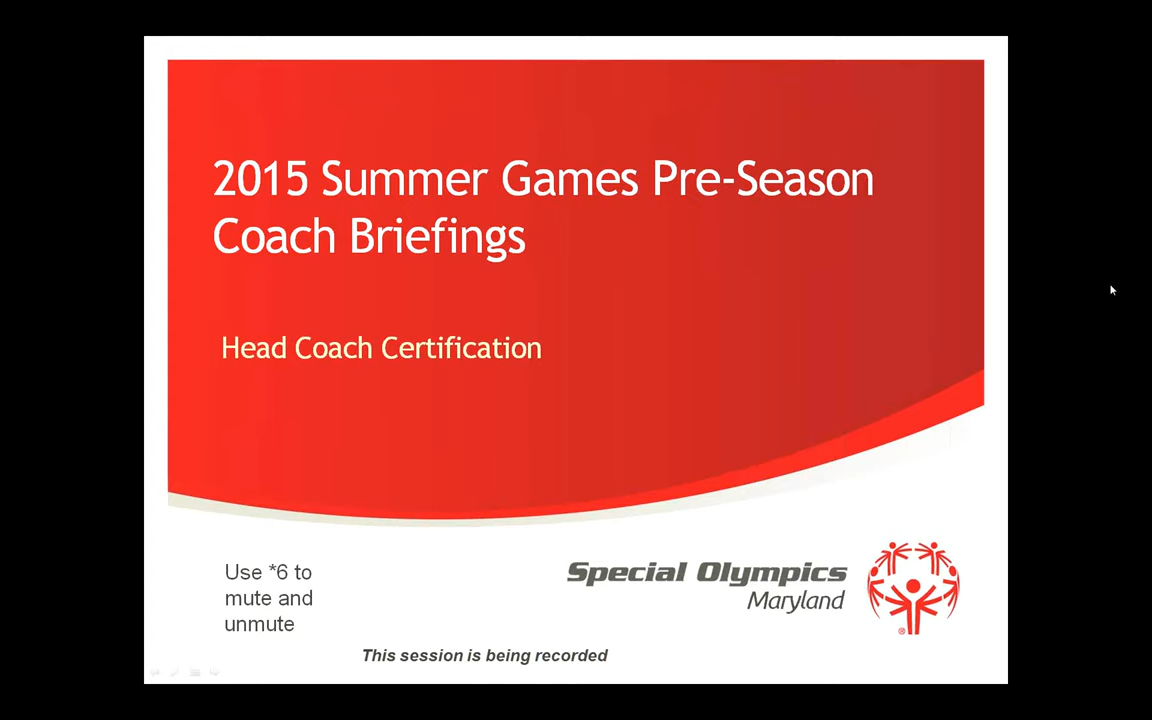 2015 Summer Games Pre-Season
Coach Briefings
Head Coach Certification
Use *6 to
mute and
unmute
Special Olympics
Maryland
®
This session is being recorded